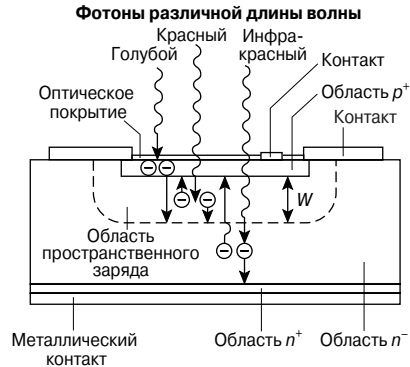 Фотоны различной длины волны
Красный
Инфра-
красный
Голубой
Контакт
Оптическое
покрытие
Область p⁺
Контакт
W
Область
пространственного
заряда
Металлический
контакт
Область n⁺
Область n⁻